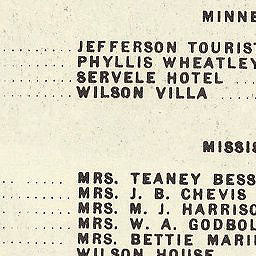 MINNE
JEFFERSON TOURIST
PHYLLIS WHEATLEY
SERVELE HOTEL
WILSON VILLA
MISSIS
MRS. TEANEY BESS
MRS. J. B. CHEVIS
MRS. M. J. HARRISO
MRS. W. A. GODBOL
MRS. BETTIE MARI
WILSON HOUSE